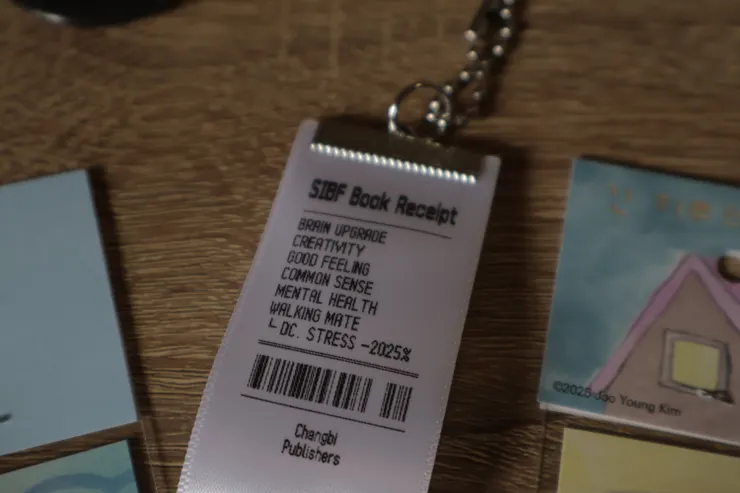 SIBF Book Receipt
BRAIN UPGRADE
CREATIVITY
GOOD FEELING
COMMON SENSE
MENTAL HEALTH
WALKING MATE
└ DC. STRESS -2025%
Changbi
Publishers
©2025 Joo Young Kim